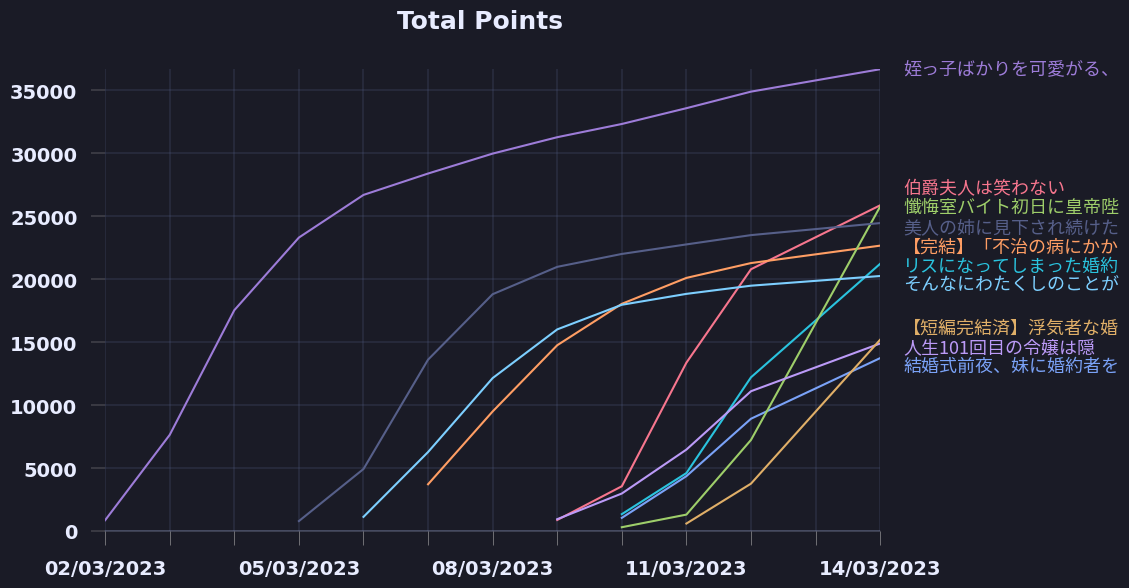 Total Points
35000
30000
25000
20000
15000
10000
5000
0
02/03/2023
05/03/2023
08/03/2023
11/03/2023
14/03/2023
姪っ子ばかりを可愛がる、
伯爵夫人は笑わない
懺悔室バイト初日に皇帝陛
美人の姉に見下され続けた
【完結】「不治の病にかか
リスになってしまった婚約
そんなにわたくしのことが
【短編完結済】浮気者な婚
人生101回目の令嬢は隠
結婚式前夜、妹に婚約者を